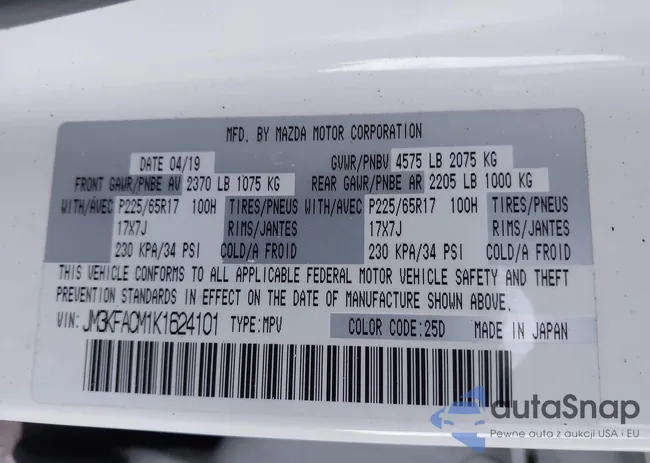 MFD. BY MAZDA MOTOR CORPORATION
DATE 04/19 GVWR/PNBV 4575 LB 2075 KG
FRONT GAWR/PNBE AV 2370 LB 1075 KG REAR GAWR/PNBE AR 2205 LB 1000 KG
WITH/AVEC P225/65R17 100H TIRES/PNEUS WITH/AVEC P225/65R17 100H TIRES/PNEUS
17X7J RIMS/JANTES 17X7J RIMS/JANTES
230 KPA/34 PSI COLD/A FROID 230 KPA/34 PSI COLD/A FROID
THIS VEHICLE CONFORMS TO ALL APPLICABLE FEDERAL MOTOR VEHICLE SAFETY AND THEFT
PREVENTION STANDARDS IN EFFECT ON THE DATE OF MANUFACTURE SHOWN ABOVE.
VIN: JM3KFACM1K1624101 TYPE:MPV COLOR CODE:25D MADE IN JAPAN
autaSnap
Pewne auta z aukcji USA i EU